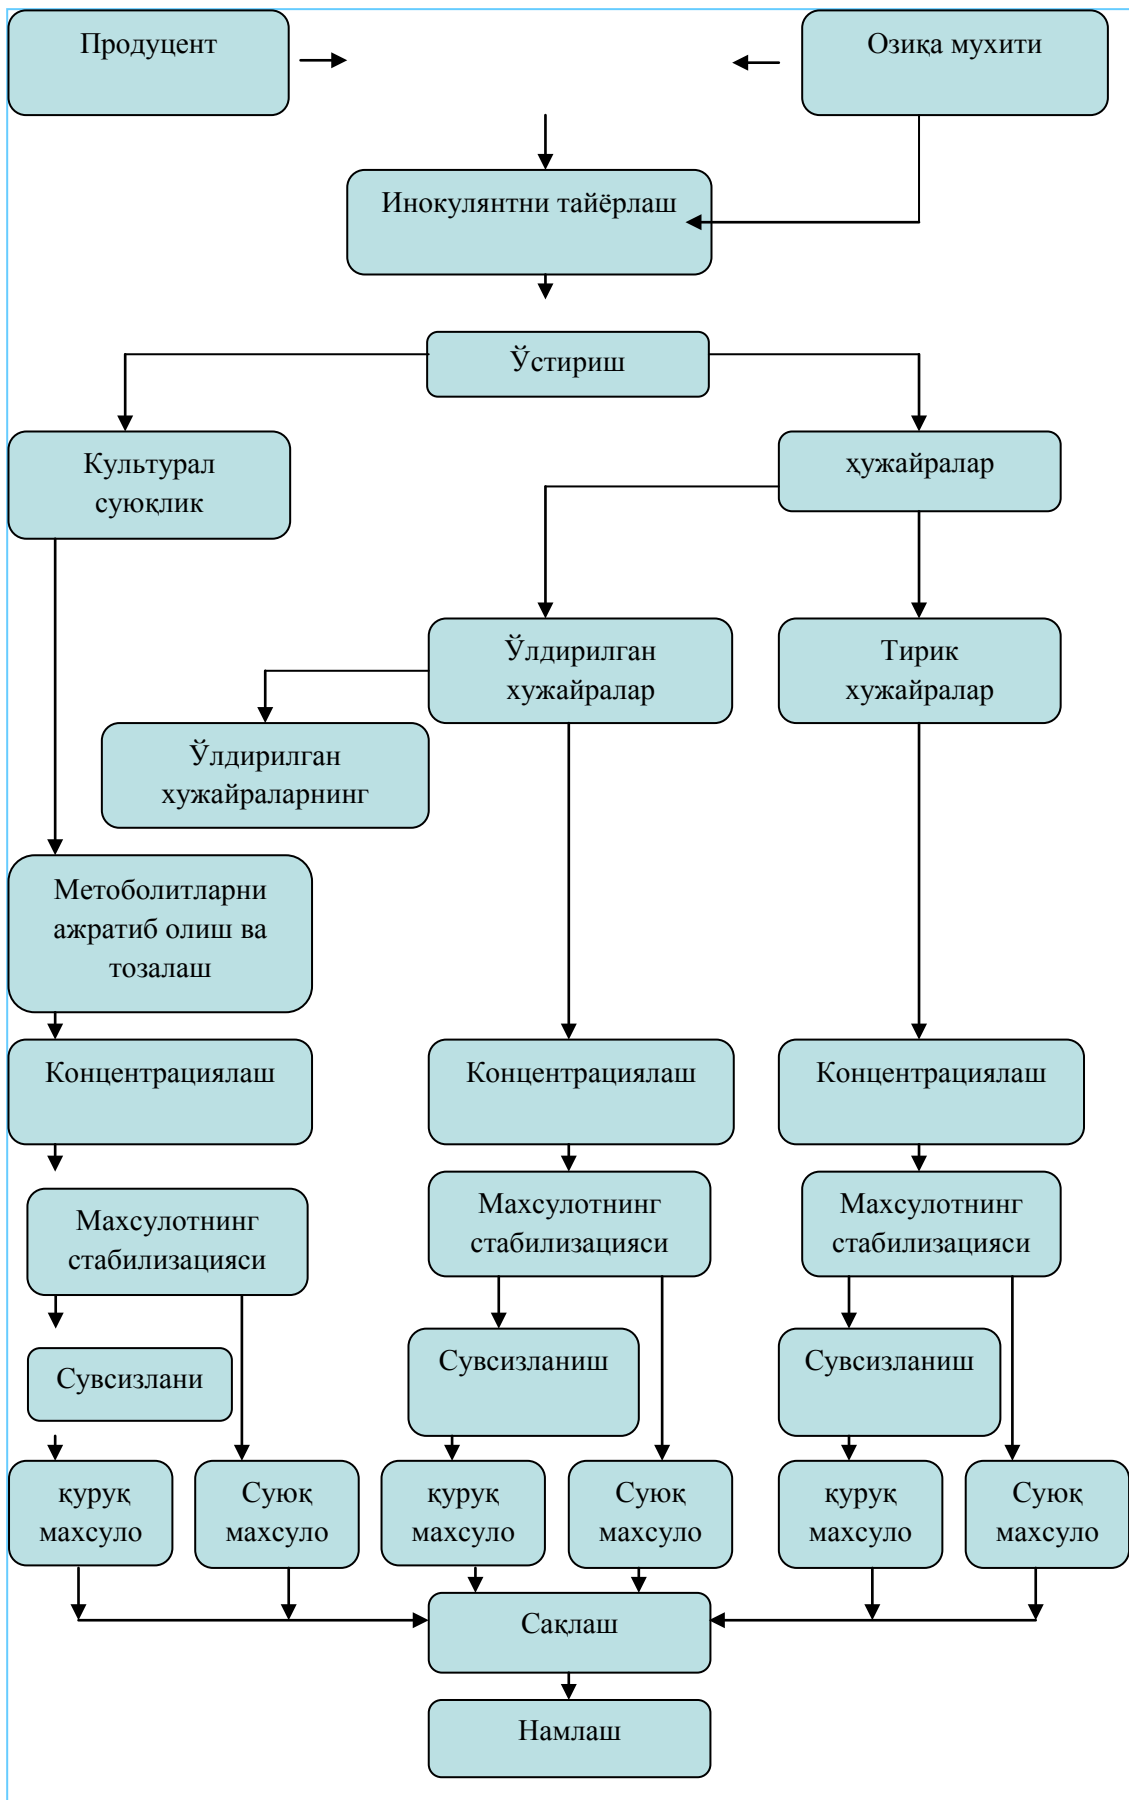 Продуцент
Озиқа мухити
Инокулянтни тайёрлаш
Ўстириш
Культурал
суюқлик
ҳужайралар
Ўлдирилган
хужайралар
Тирик
хужайралар
Ўлдирилган
хужайраларнинг
Метоболитларни
ажратиб олиш ва
тозалаш
Концентрациялаш
Концентрациялаш
Концентрациялаш
Махсулотнинг
стабилизацияси
Махсулотнинг
стабилизацияси
Махсулотнинг
стабилизацияси
Сувсизлани
Сувсизланиш
Сувсизланиш
қуруқ
махсуло
Суюқ
махсуло
қуруқ
махсуло
Суюқ
махсуло
қуруқ
махсуло
Суюқ
махсуло
Сақлаш
Намлаш